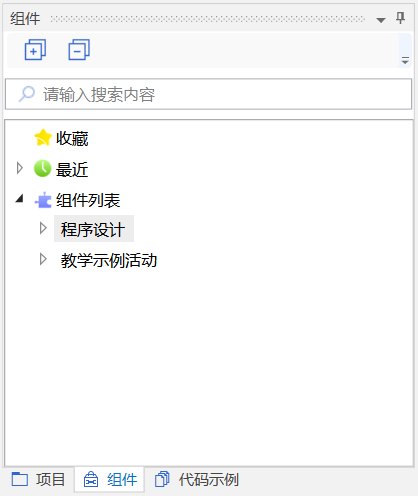 组件
请输入搜索内容
收藏
最近
组件列表
程序设计
教学示例活动
项目 组件 代码示例